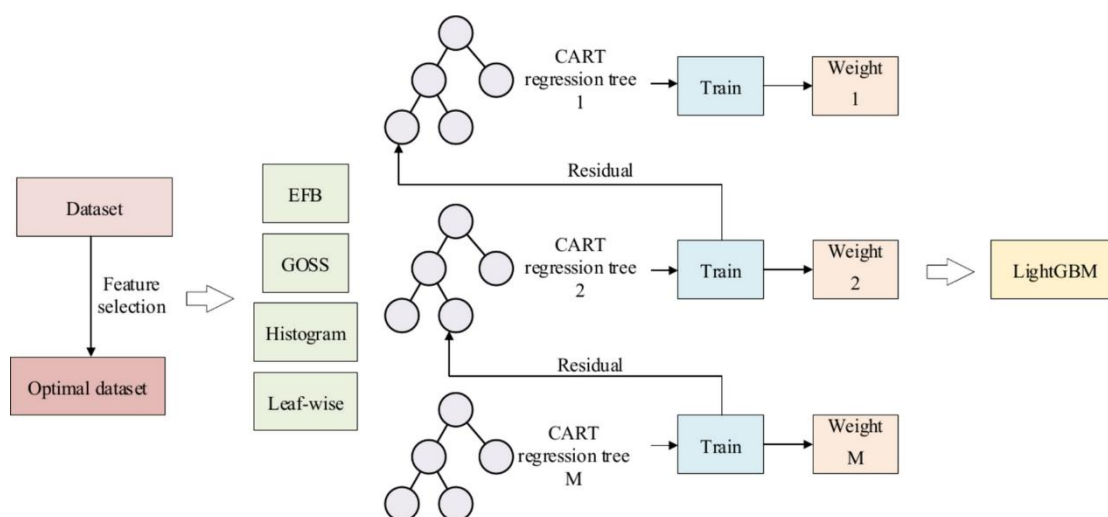 Dataset
Feature
selection
Optimal dataset
EFB
GOSS
Histogram
Leaf-wise
CART
regression tree
1
Train
Weight
1
Residual
CART
regression tree
2
Train
Weight
2
Residual
CART
regression tree
M
Train
Weight
M
LightGBM